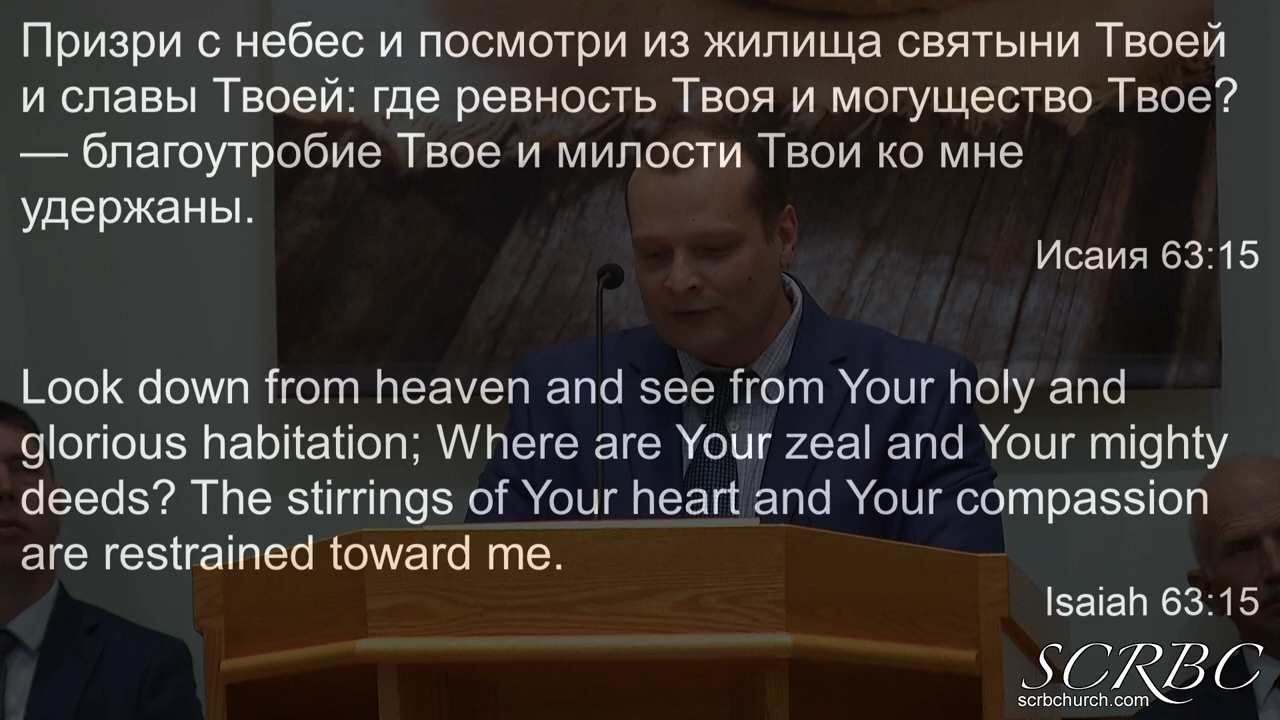 Призри с небес и посмотри из жилища святыни Твоей
и славы Твоей: где ревность Твоя и могущество Твое?
— благоутробие Твое и милости Твои ко мне
удержаны.
Исаия 63:15
Look down from heaven and see from Your holy and
glorious habitation; Where are Your zeal and Your mighty
deeds? The stirrings of Your heart and Your compassion
are restrained toward me.
Isaiah 63:15
SCRBC
scrbchurch.com